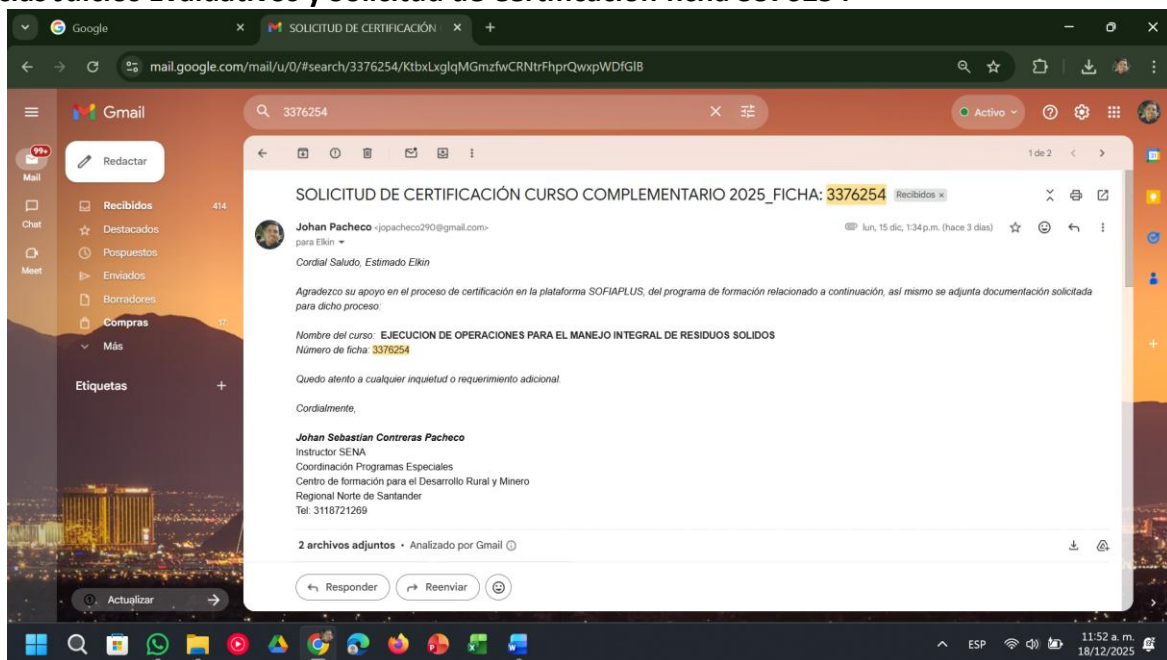 Juicios Evaluativos y Solicitud de Certificación ficha
Google
SOLICITUD DE CERTIFICACIÓN
mail.google.com/mail/u/0/#search/3376254/KtbxLxglqMGmzfwCRNtrFhprQwxpWDfGlB
Gmail
3376254
Activo
99+
Mail
Redactar
1 de 2
Recibidos 414
SOLICITUD DE CERTIFICACIÓN CURSO COMPLEMENTARIO 2025_FICHA: 3376254 Recibidos x
Chat
Destacados
Johan Pacheco <jopacheco290@gmail.com>
lun, 15 dic, 1:34 p.m. (hace 3 días)
para Elkin
Meet
Pospuestos
Enviados
Borradores
Compras 17
Más
Etiquetas
Cordial Saludo, Estimado Elkin
Agradezco su apoyo en el proceso de certificación en la plataforma SOFIAPLUS, del programa de formación relacionado a continuación, así mismo se adjunta documentación solicitada
para dicho proceso:
Nombre del curso: EJECUCION DE OPERACIONES PARA EL MANEJO INTEGRAL DE RESIDUOS SOLIDOS
Número de ficha: 3376254
Quedo atento a cualquier inquietud o requerimiento adicional.
Cordialmente,
Johan Sebastian Contreras Pacheco
Instructor SENA
Coordinación Programas Especiales
Centro de formación para el Desarrollo Rural y Minero
Regional Norte de Santander
Tel: 3118721269
2 archivos adjuntos • Analizado por Gmail
Responder
Reenviar
Actualizar
ESP
11:52 a. m.
18/12/2025